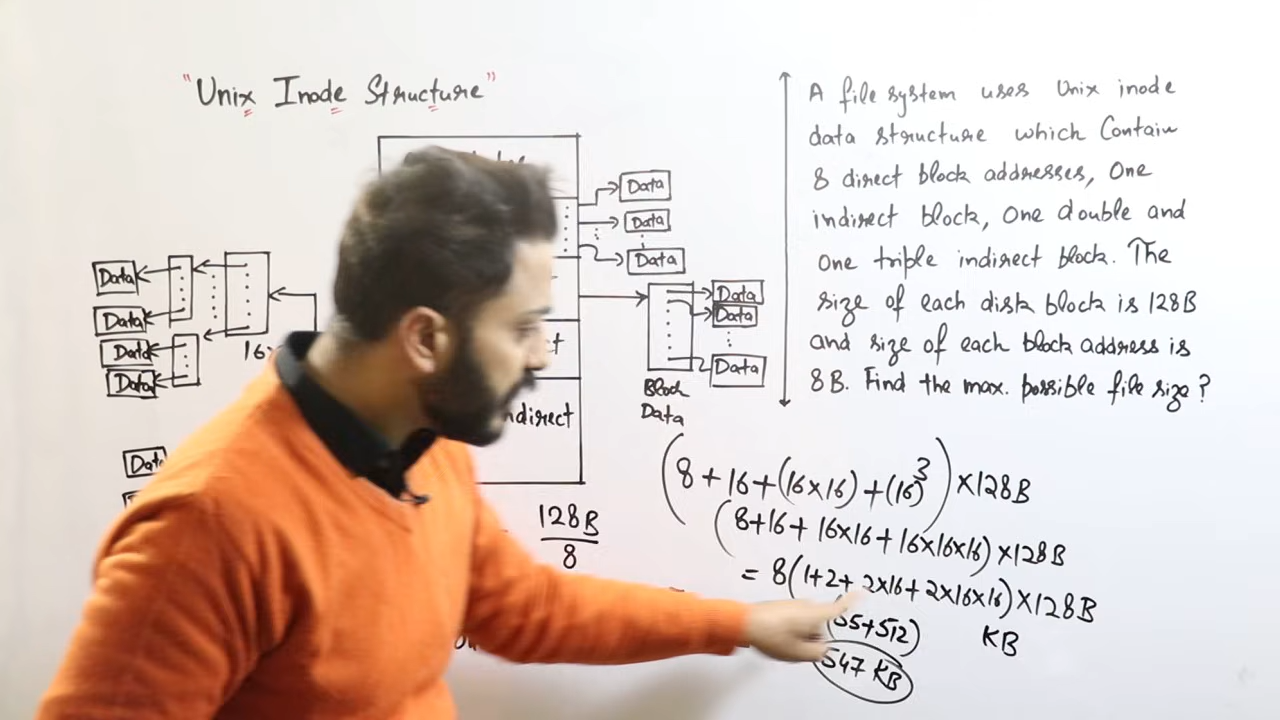 "Unix Inode Structure"
Data
Data
Data
Data
Data
Data
Block
Data
Data
Data
Data
Data
16
ndirect
128B
8
A file system uses Unix inode
data structure which Contain
8 direct block addresses, One
indirect block, One double and
One triple indirect block. The
size of each disk block is 128B
and size of each block address is
8B. Find the max. possible file size?
(8 + 16 + (16×16) + (16)³) ×128B
(8+16+ 16×16 + 16×16×16) ×128B
= 8(1+2+ 2×16+ 2×16×16)×128B
(35+512) KB
547 KB